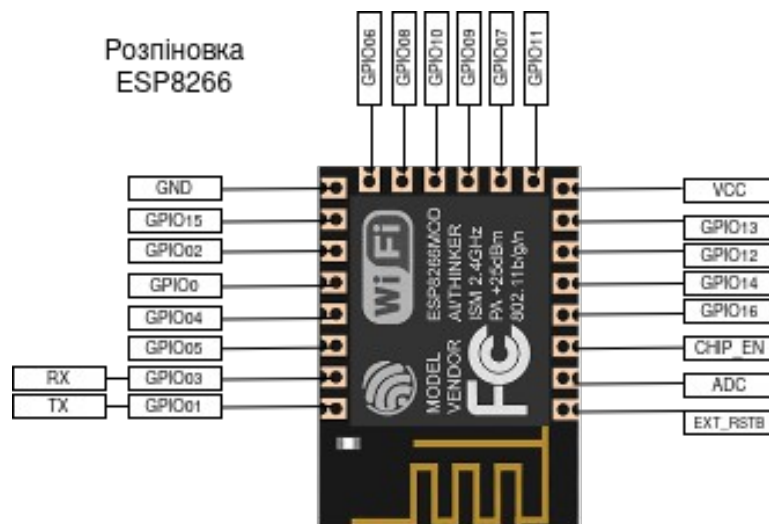 Розпіновка
ESP8266
GPIO06
GPIO08
GPIO10
GPIO09
GPIO07
GPIO11
GND
GPIO15
GPIO02
GPIO0
GPIO04
GPIO05
RX
GPIO03
TX
GPIO01
VCC
GPIO13
GPIO12
GPIO14
GPIO16
CHIP_EN
ADC
EXT_RSTB
WiFi
ESP8266MOD
AI/THINKER
ISM 2.4GHz
PA +25dBm
802.11b/g/n
MODEL
VENDOR
FC